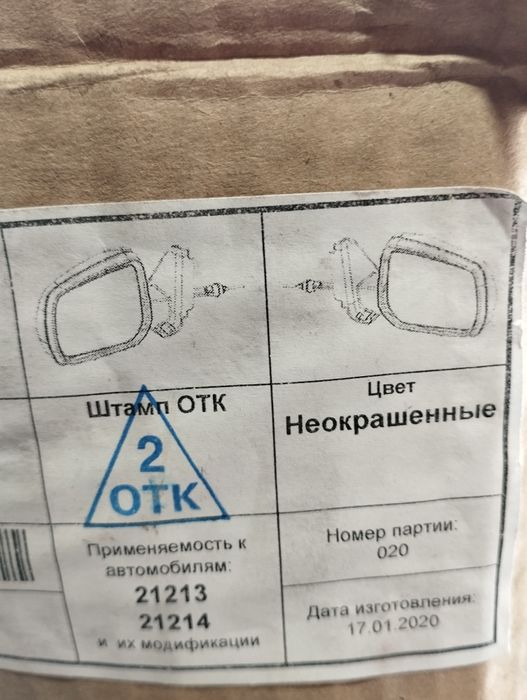 Штамп ОТК
2
ОТК
Цвет
Неокрашенные
Применяемость к
автомобилям:
21213
21214
и их модификации
Номер партии:
020
Дата изготовления:
17.01.2020